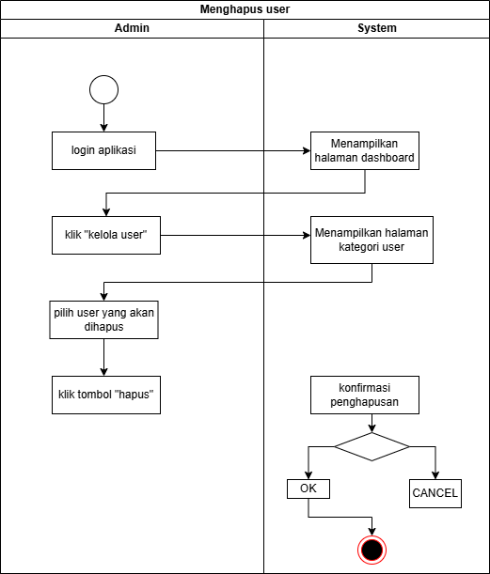 Menghapus user
Admin
System
login aplikasi
Menampilkan
halaman dashboard
klik "kelola user"
Menampilkan halaman
kategori user
pilih user yang akan
dihapus
klik tombol "hapus"
konfirmasi
penghapusan
OK
CANCEL